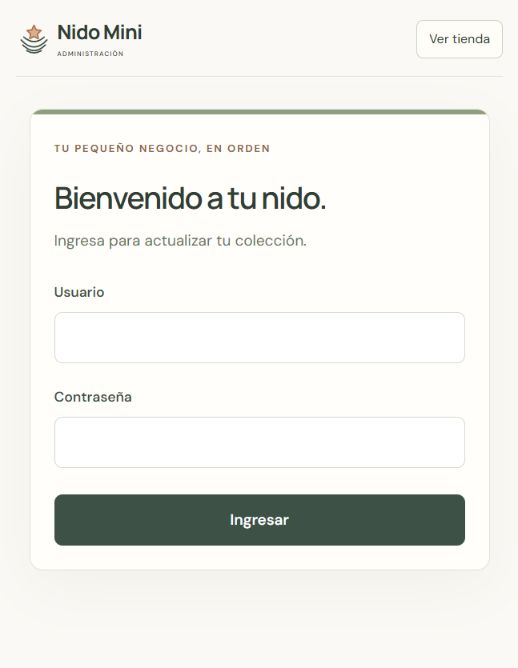 Nido Mini
ADMINISTRACIÓN
Ver tienda
TU PEQUEÑO NEGOCIO, EN ORDEN
Bienvenido a tu nido.
Ingresa para actualizar tu colección.
Usuario
Contraseña
Ingresar